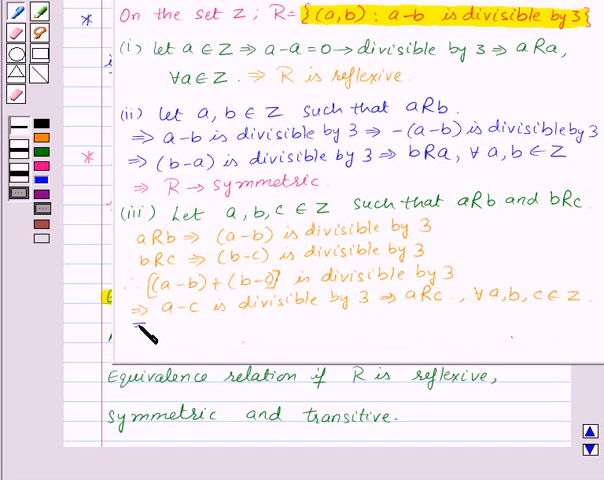 * On the set Z ; R = {(a,b) : a-b is divisible by 3}
(i) let a ∈ Z ⇒ a-a = 0 → divisible by 3 ⇒ aRa,
∀a∈Z. ⇒ R is reflexive.
(ii) Let a, b ∈ Z such that aRb.
⇒ a-b is divisible by 3 ⇒ -(a-b) is divisible by 3
* ⇒ (b-a) is divisible by 3 ⇒ bRa, ∀ a,b ∈ Z
⇒ R → symmetric.
(iii) Let a, b, c ∈ Z such that aRb and bRc.
aRb ⇒ (a-b) is divisible by 3
bRc ⇒ (b-c) is divisible by 3
∴ [(a-b) + (b-c)] is divisible by 3
⇒ a-c is divisible by 3 ⇒ aRc, ∀ a,b,c ∈ Z.
Equivalence relation if R is reflexive,
symmetric and transitive.